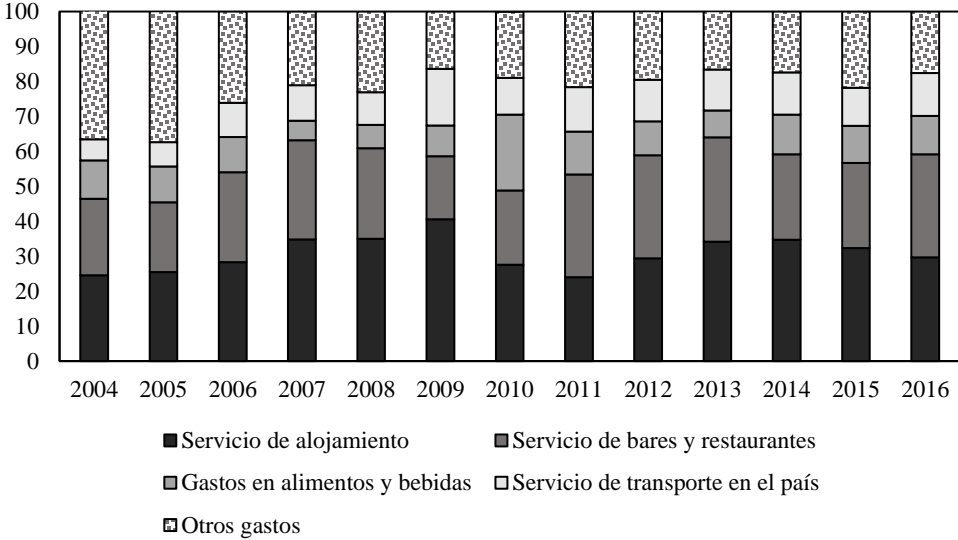 100
90
80
70
60
50
40
30
20
10
0
2004 2005 2006 2007 2008 2009 2010 2011 2012 2013 2014 2015 2016
Servicio de alojamiento Servicio de bares y restaurantes
Gastos en alimentos y bebidas Servicio de transporte en el país
Otros gastos